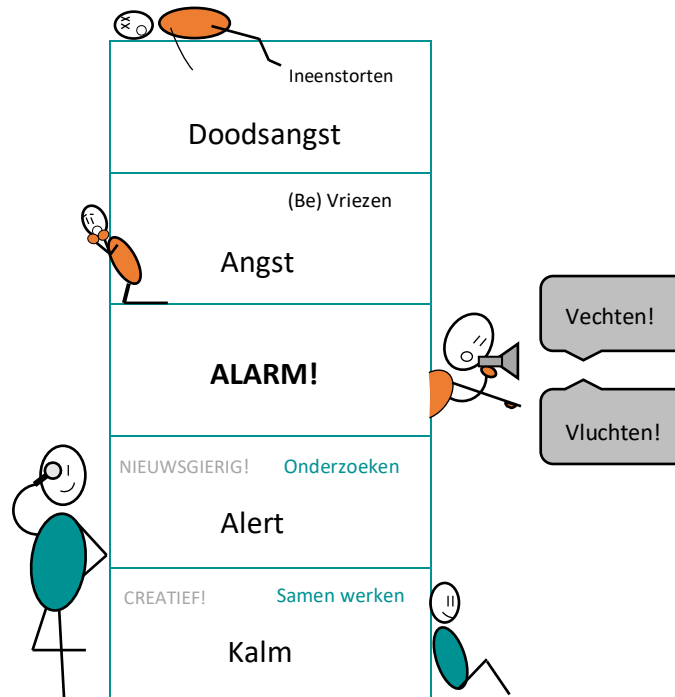 Ineenstorten
Doodsangst
(Be) Vriezen
Angst
Vechten!
ALARM!
Vluchten!
NIEUWSGIERIG! Onderzoeken
Alert
CREATIEF! Samen werken
Kalm